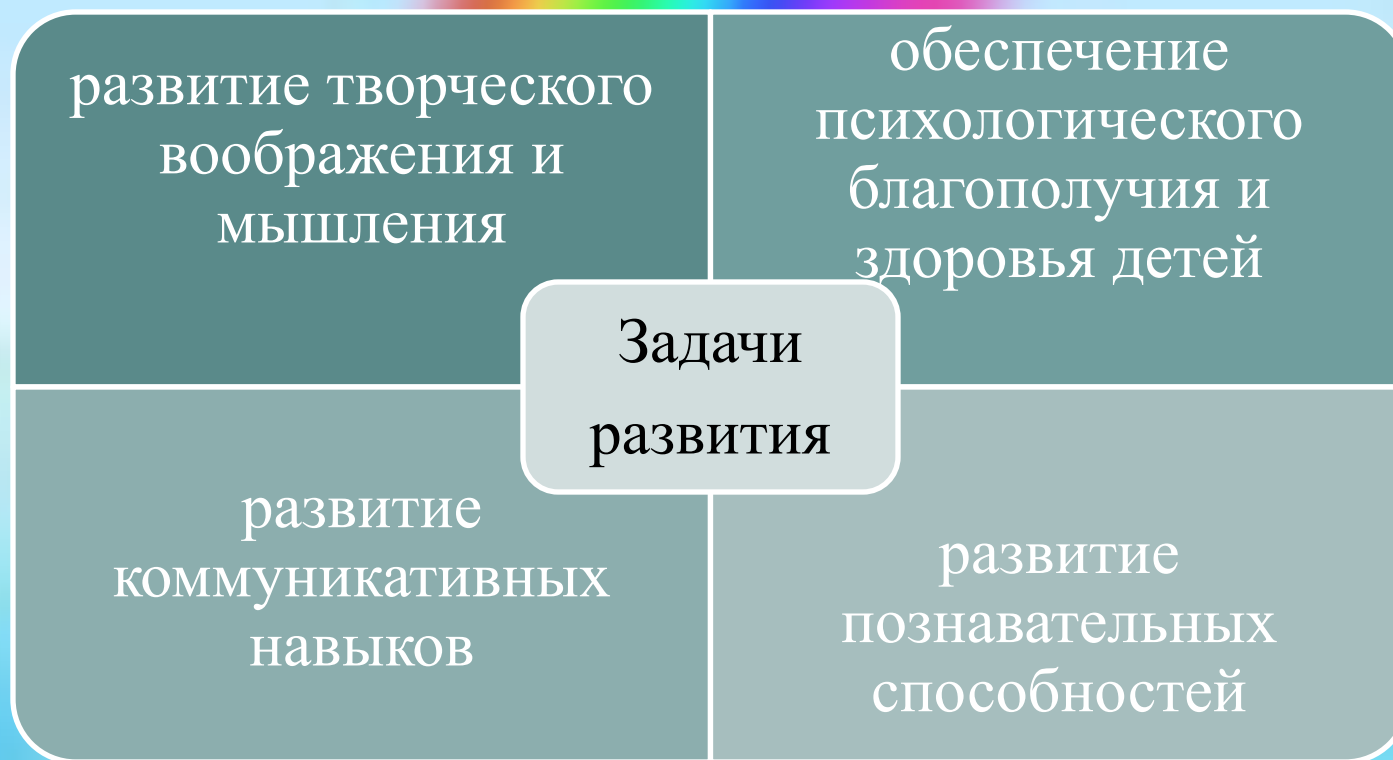 развитие творческого
воображения и
мышления
обеспечение
психологического
благополучия и
здоровья детей
Задачи
развития
развитие
коммуникативных
навыков
развитие
познавательных
способностей